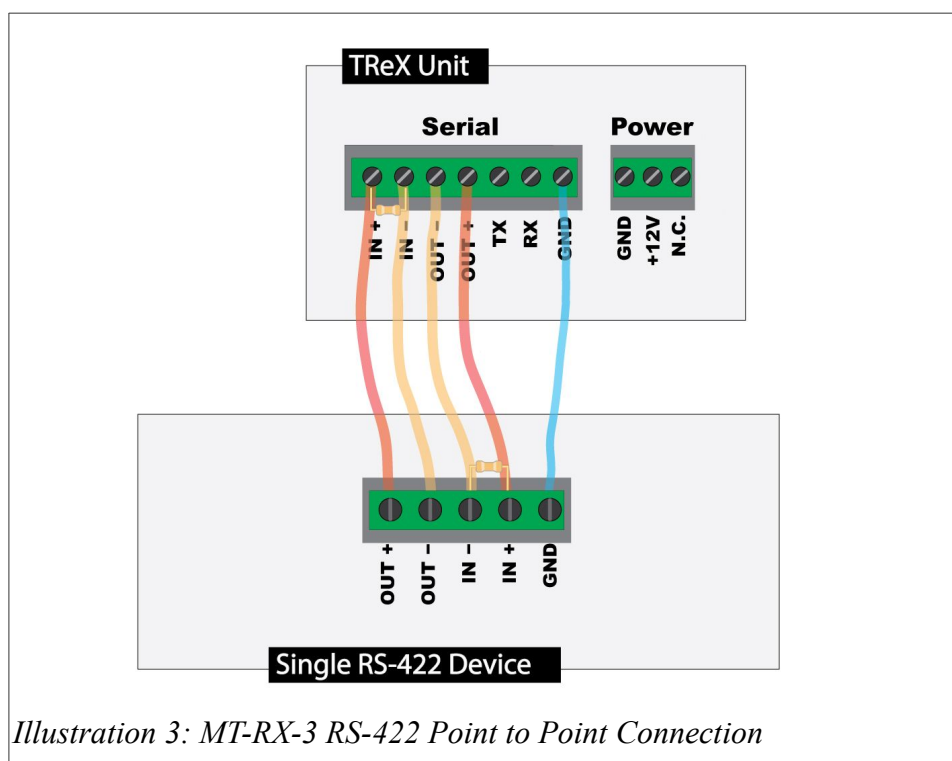 TReX Unit
Serial
Power
IN +
IN –
OUT –
OUT +
TX
RX
GND
GND
+12V
N.C.
OUT +
OUT –
IN –
IN +
GND
Single RS-422 Device
Illustration 3: MT-RX-3 RS-422 Point to Point Connection